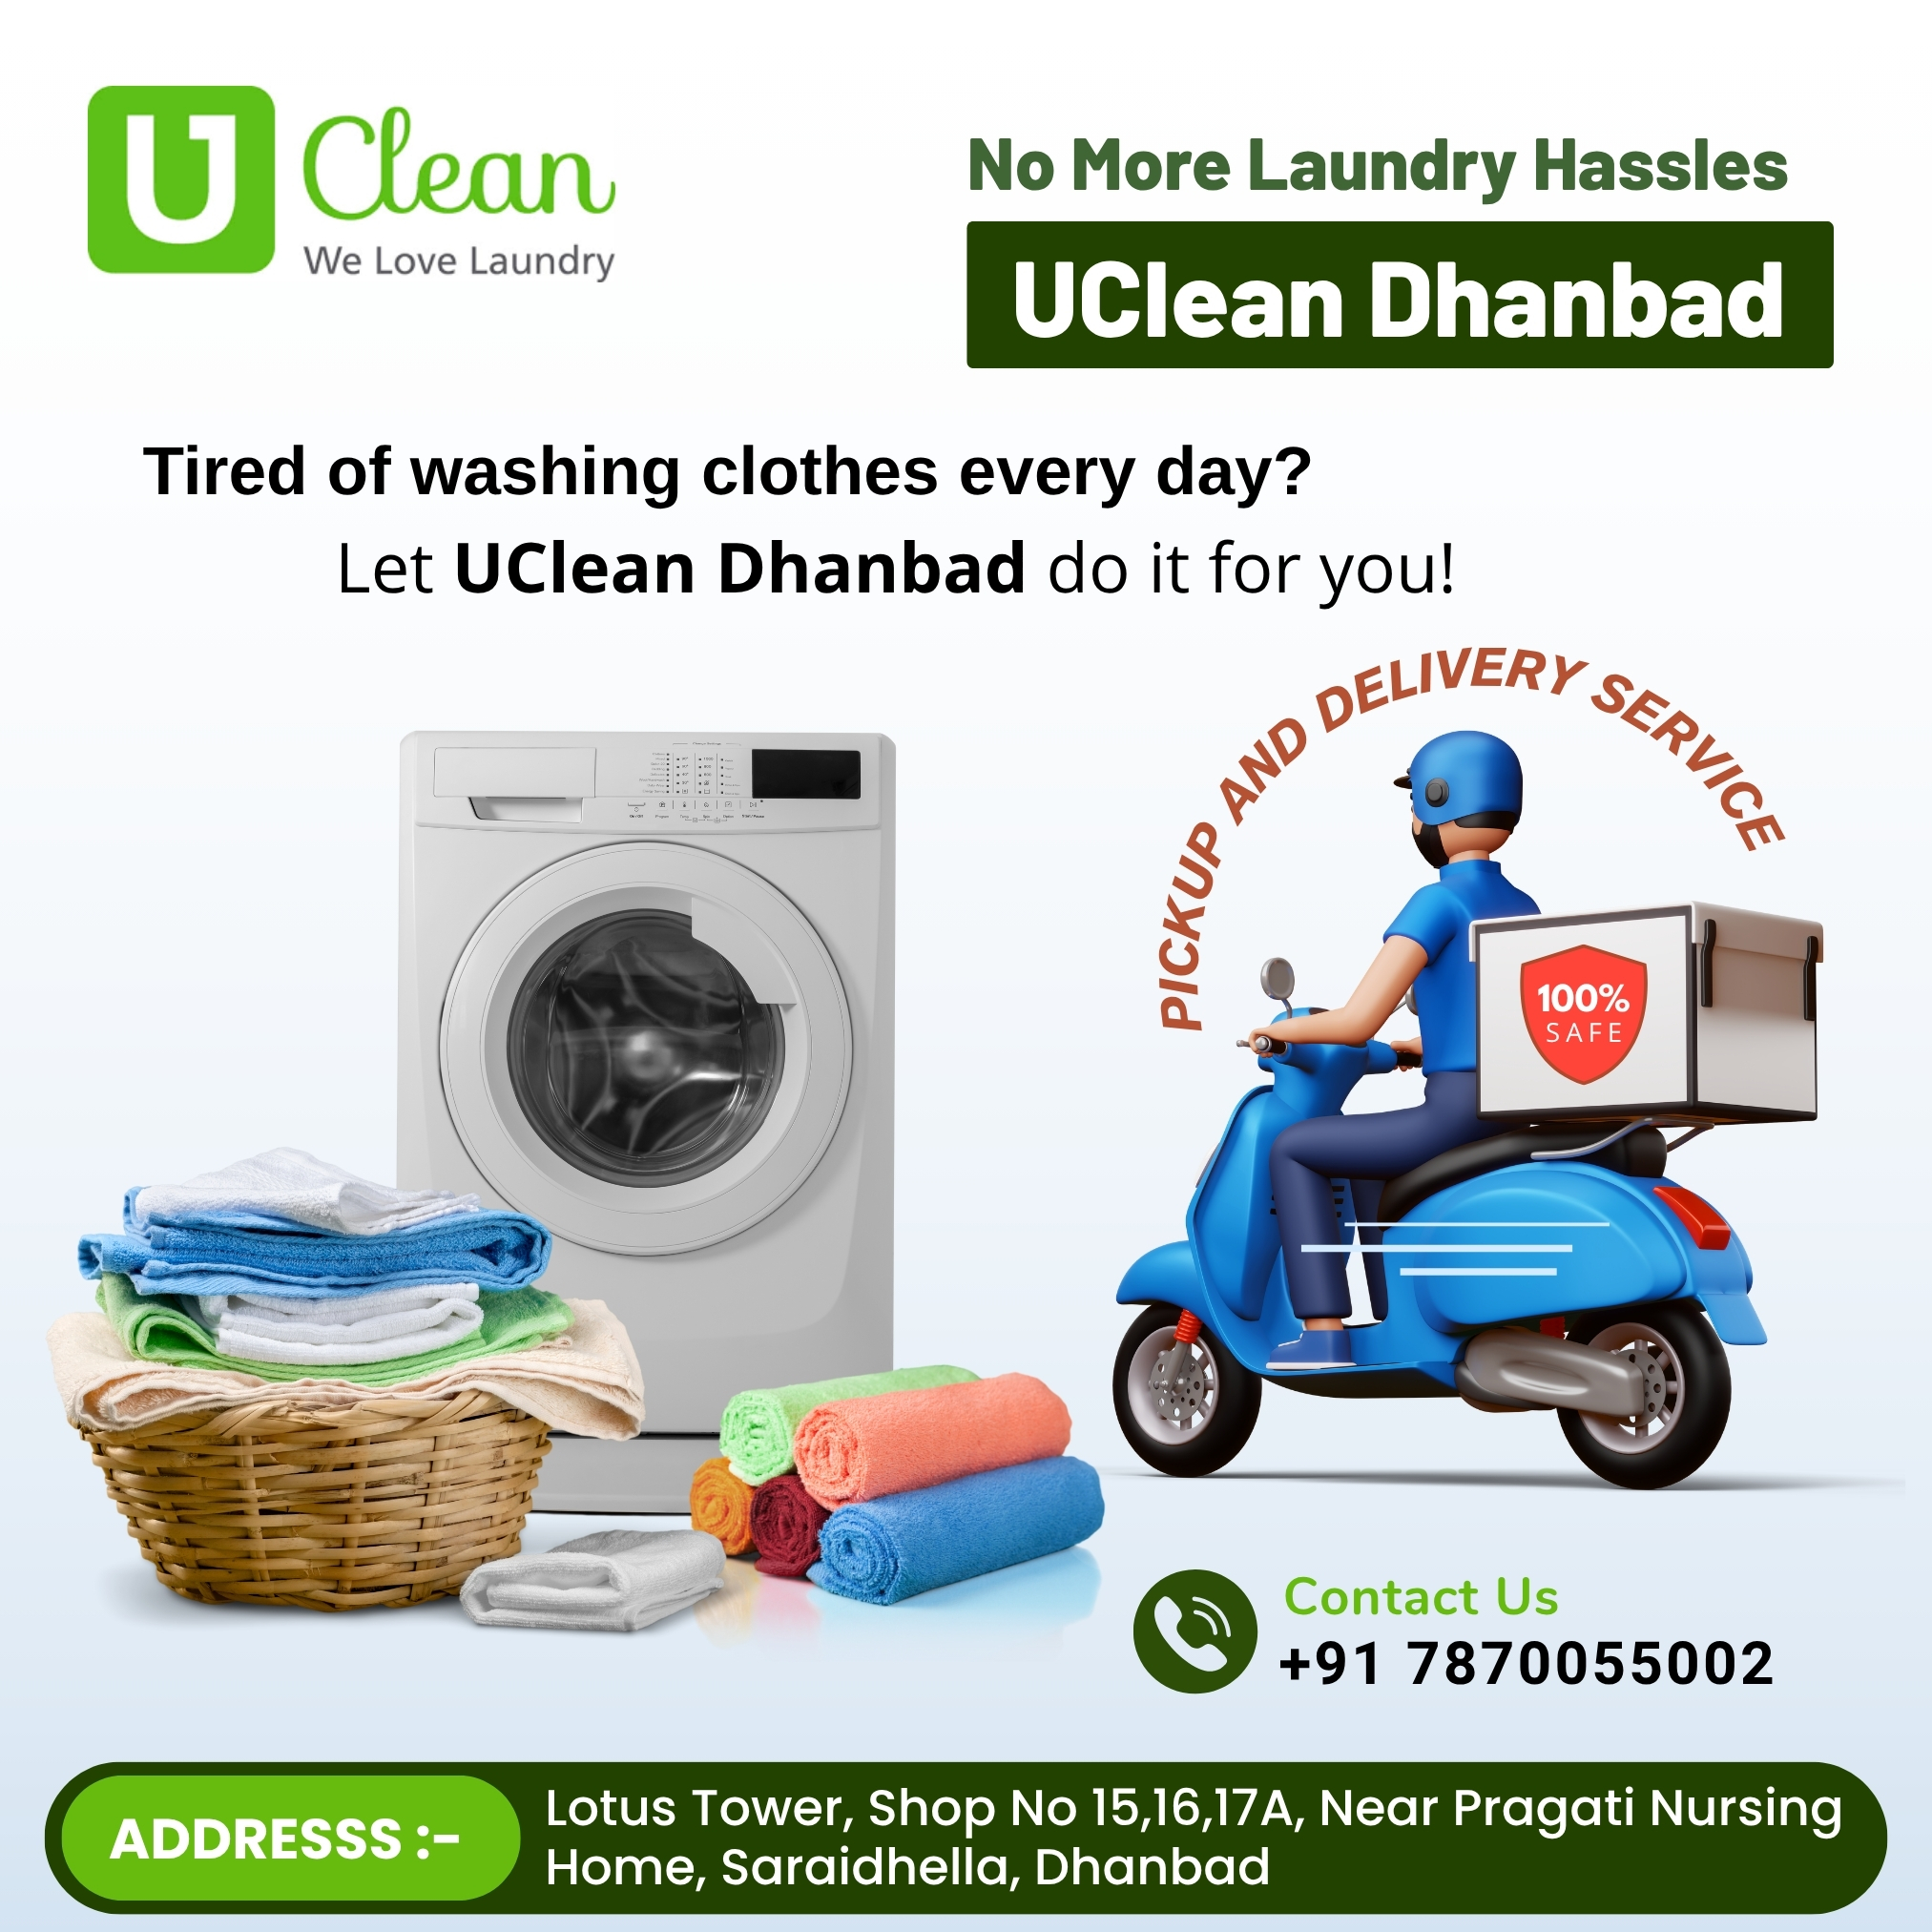 U Clean
We Love Laundry
No More Laundry Hassles
UClean Dhanbad
Tired of washing clothes every day?
Let UClean Dhanbad do it for you!
PICKUP AND DELIVERY SERVICE
100%
SAFE
Contact Us
+91 7870055002
ADDRESSS :-
Lotus Tower, Shop No 15,16,17A, Near Pragati Nursing
Home, Saraidhella, Dhanbad